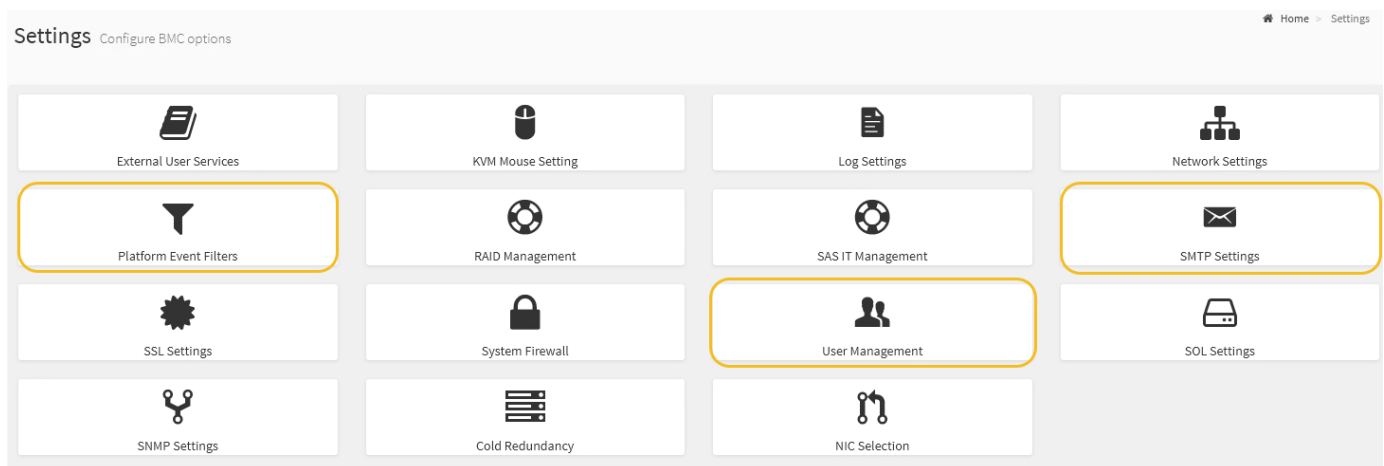 Settings Configure BMC options
Home > Settings
External User Services
KVM Mouse Setting
Log Settings
Network Settings
Platform Event Filters
RAID Management
SAS IT Management
SMTP Settings
SSL Settings
System Firewall
User Management
SOL Settings
SNMP Settings
Cold Redundancy
NIC Selection